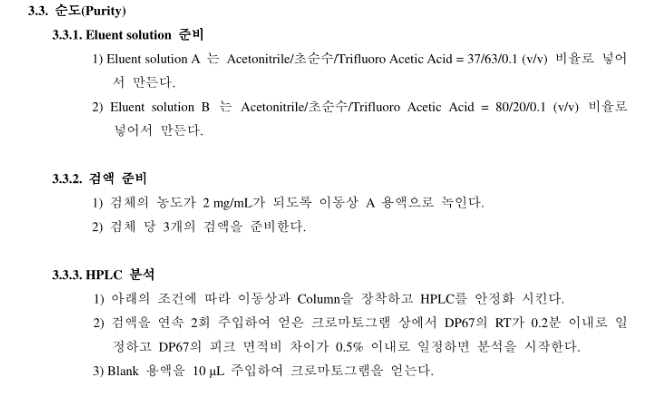 3.3. 순도(Purity)
3.3.1. Eluent solution 준비
1) Eluent solution A 는 Acetonitrile/초순수/Trifluoro Acetic Acid = 37/63/0.1 (v/v) 비율로 넣어
서 만든다.
2) Eluent solution B 는 Acetonitrile/초순수/Trifluoro Acetic Acid = 80/20/0.1 (v/v) 비율로
넣어서 만든다.
3.3.2. 검액 준비
1) 검체의 농도가 2 mg/mL가 되도록 이동상 A 용액으로 녹인다.
2) 검체 당 3개의 검액을 준비한다.
3.3.3. HPLC 분석
1) 아래의 조건에 따라 이동상과 Column을 장착하고 HPLC를 안정화 시킨다.
2) 검액을 연속 2회 주입하여 얻은 크로마토그램 상에서 DP67의 RT가 0.2분 이내로 일
정하고 DP67의 피크 면적비 차이가 0.5% 이내로 일정하면 분석을 시작한다.
3) Blank 용액을 10 μL 주입하여 크로마토그램을 얻는다.